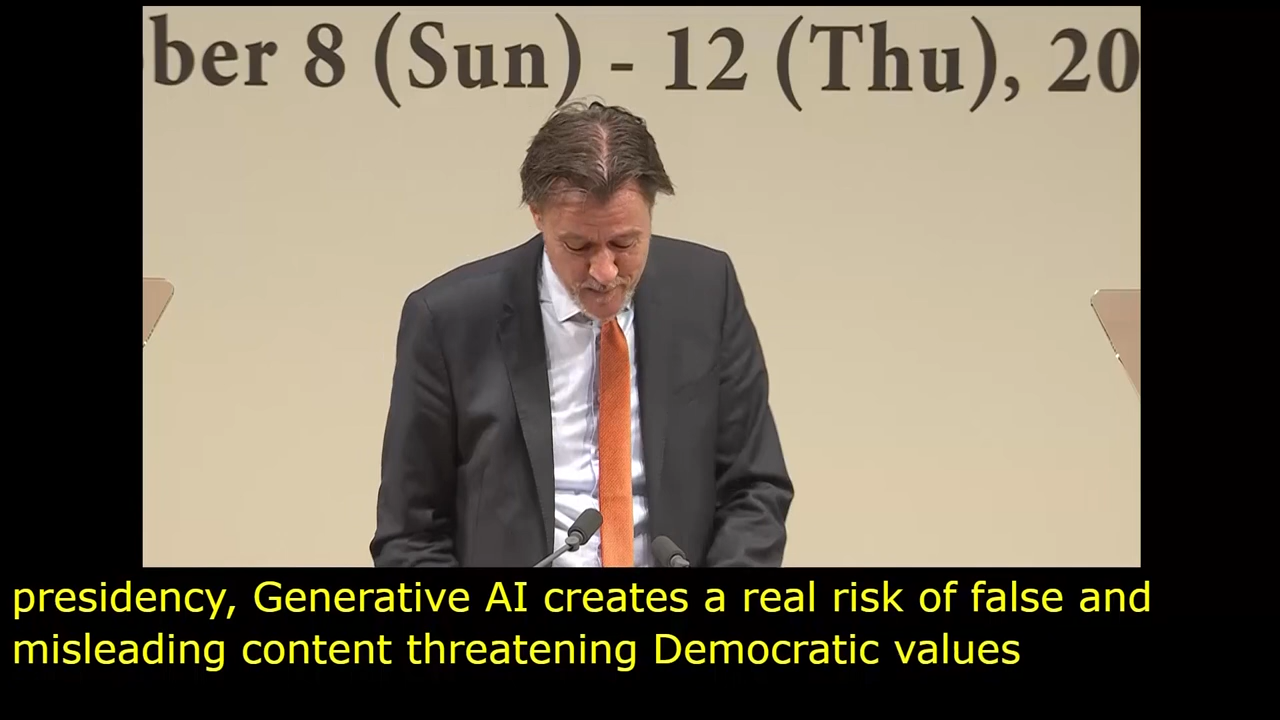 ber 8 (Sun) - 12 (Thu), 20
presidency, Generative AI creates a real risk of false and
misleading content threatening Democratic values